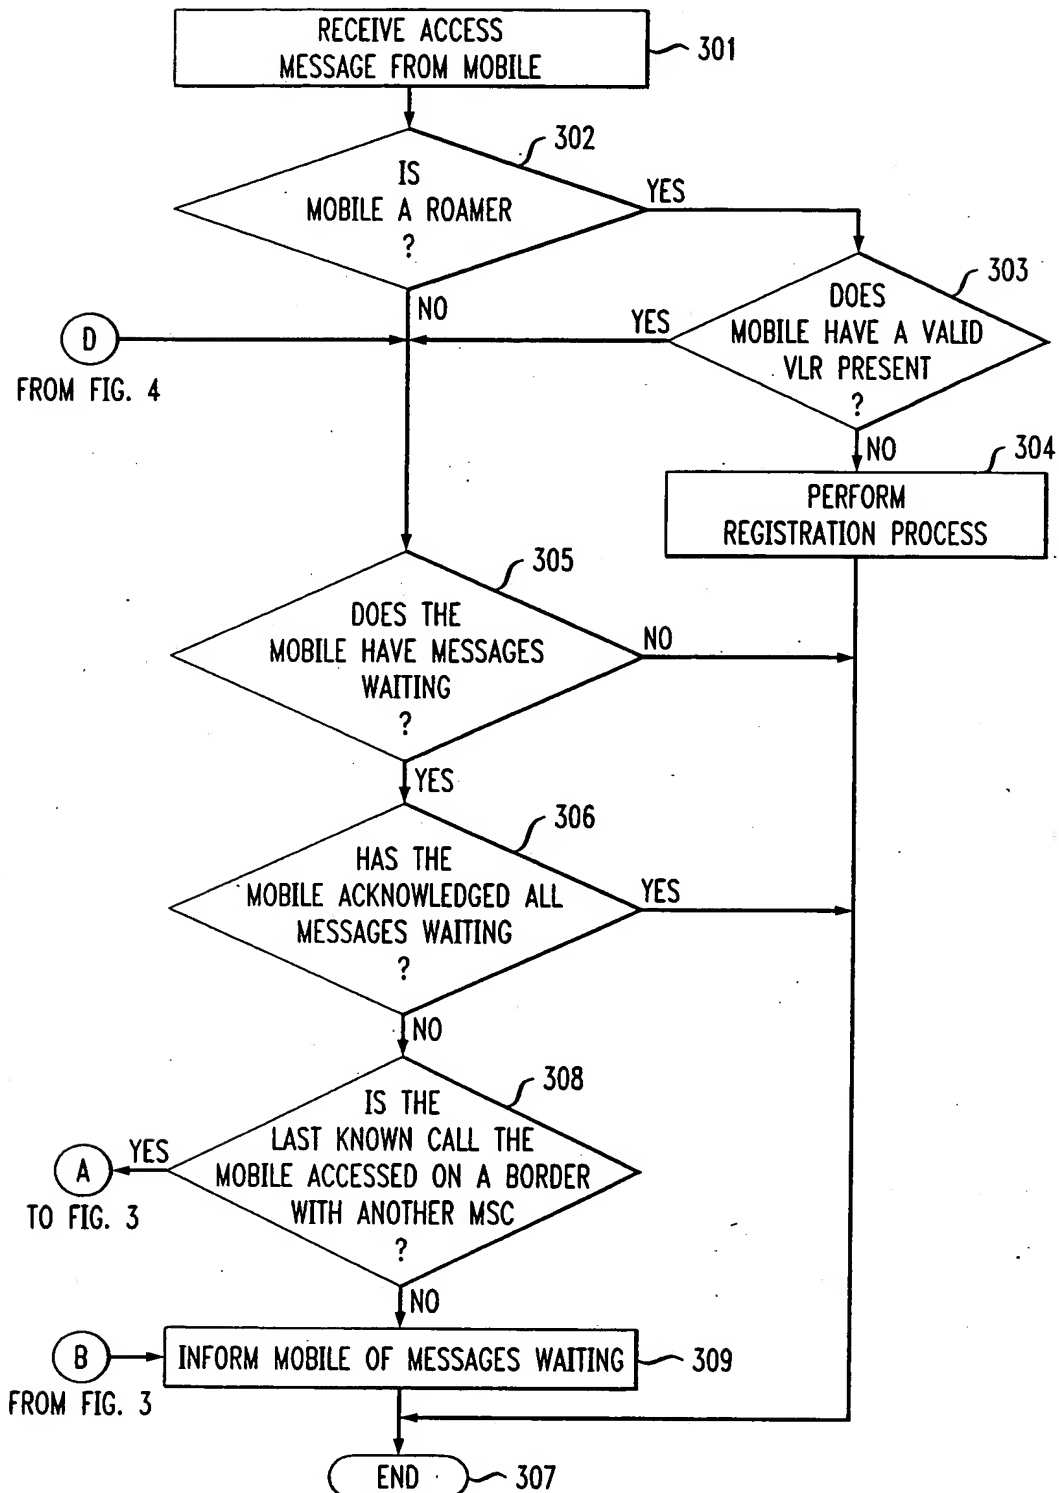 RECEIVE ACCESS
MESSAGE FROM MOBILE
301
302
IS
MOBILE A ROAMER
?
YES
NO
303
DOES
MOBILE HAVE A VALID
VLR PRESENT
?
YES
NO
D
FROM FIG. 4
304
PERFORM
REGISTRATION PROCESS
305
DOES THE
MOBILE HAVE MESSAGES
WAITING
?
NO
YES
306
HAS THE
MOBILE ACKNOWLEDGED ALL
MESSAGES WAITING
?
YES
NO
308
IS THE
LAST KNOWN CALL THE
MOBILE ACCESSED ON A BORDER
WITH ANOTHER MSC
?
YES
A
TO FIG. 3
NO
B
FROM FIG. 3
INFORM MOBILE OF MESSAGES WAITING
309
END
307